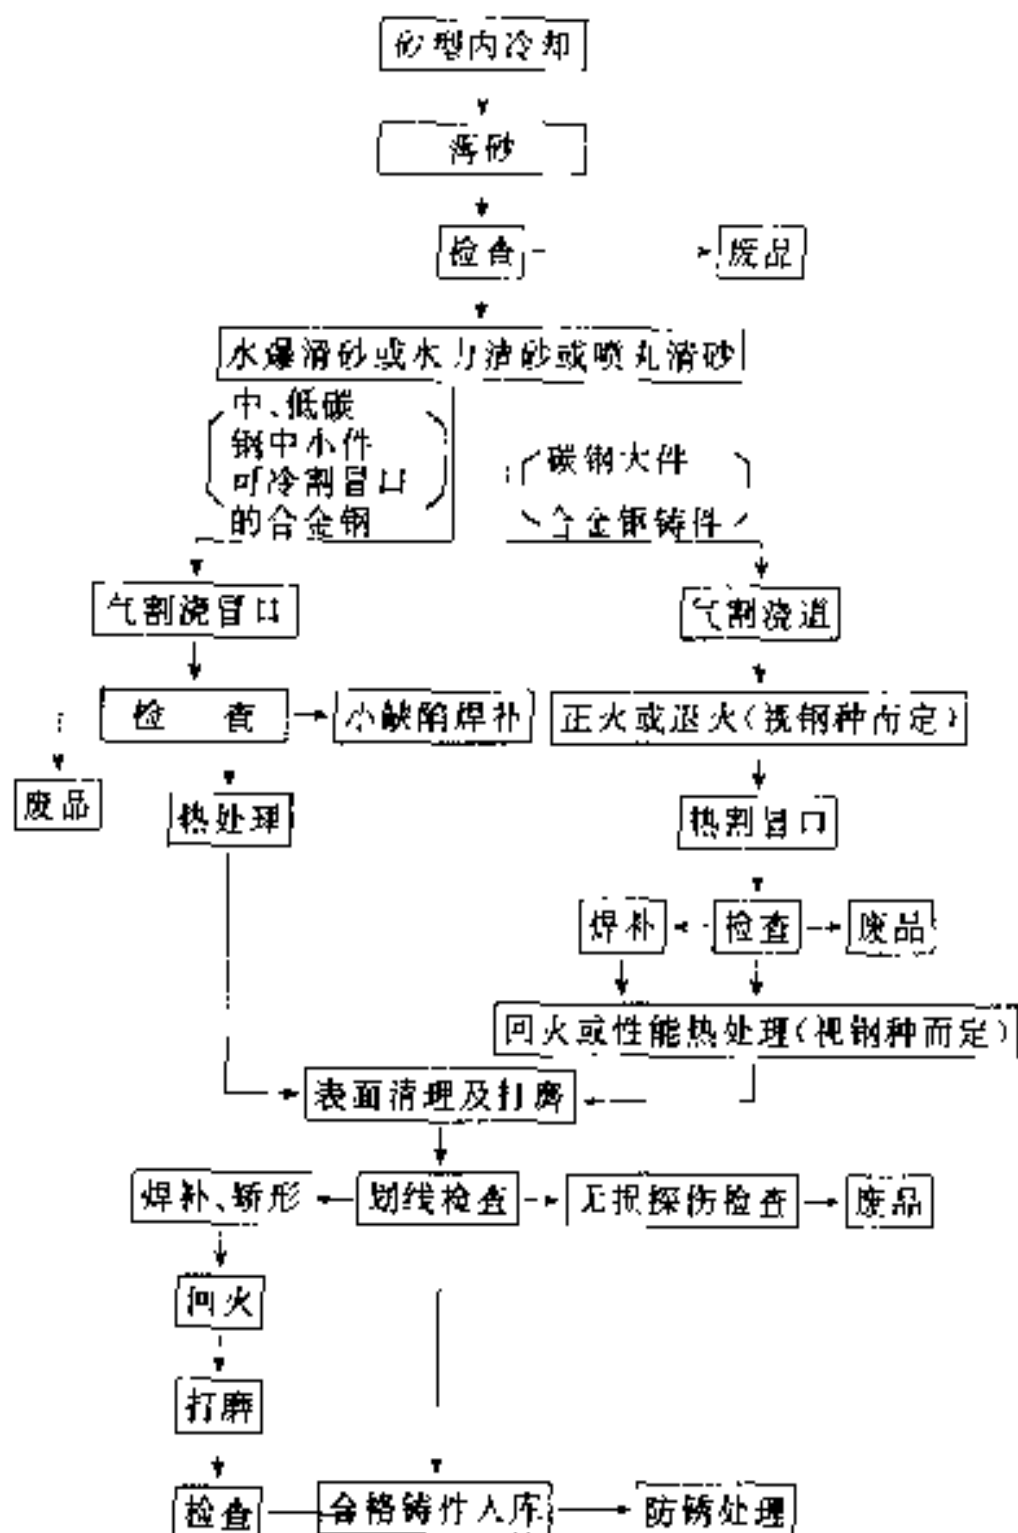 砂型内冷却
落砂
检查
废品
水爆清砂或水力清砂或喷丸清砂
中、低碳
钢中小件
可冷割冒口
的合金钢
碳钢大件
合金钢铸件
气割浇冒口
气割浇道
检 查
小缺陷焊补
正火或退火(视钢种而定)
废品
热处理
热割冒口
焊补
检查
废品
回火或性能热处理(视钢种而定)
表面清理及打磨
焊补、矫形
划线检查
无损探伤检查
废品
回火
打磨
检查
合格铸件入库
防锈处理